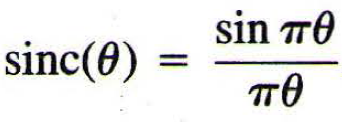 sinc(θ) = sin πθ / πθ